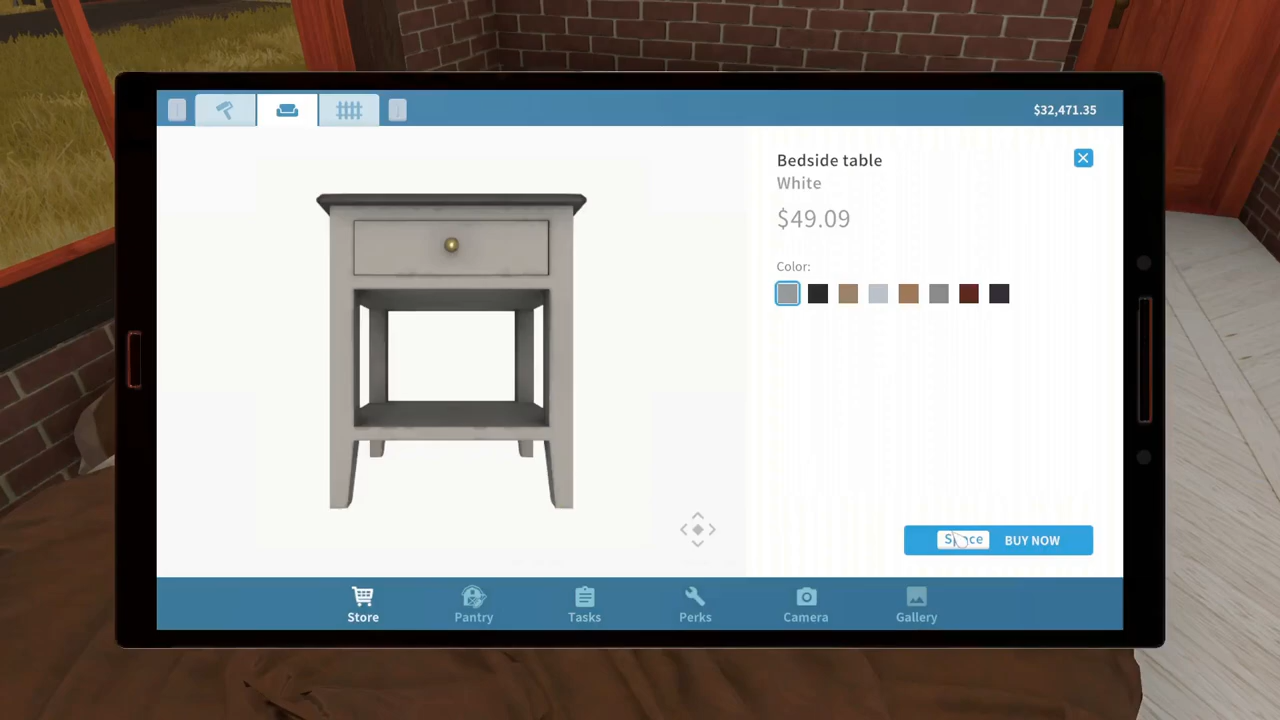 $32,471.35
Bedside table
White
$49.09
Color:
BUY NOW
Store
Pantry
Tasks
Perks
Camera
Gallery